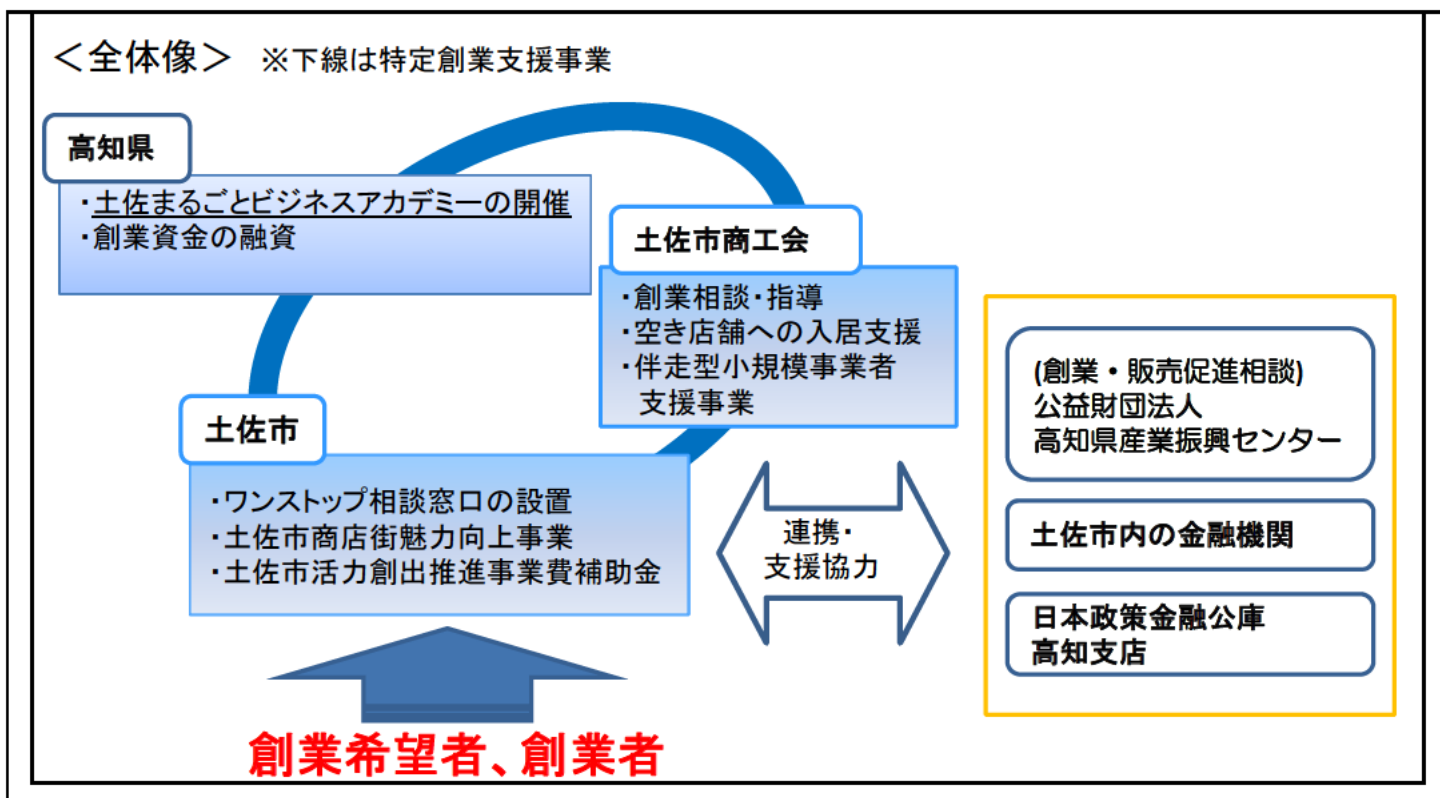 ＜全体像＞ ※下線は特定創業支援事業
高知県
・土佐まるごとビジネスアカデミーの開催
・創業資金の融資
土佐市商工会
・創業相談・指導
・空き店舗への入居支援
・伴走型小規模事業者
支援事業
土佐市
・ワンストップ相談窓口の設置
・土佐市商店街魅力向上事業
・土佐市活力創出推進事業費補助金
連携・
支援協力
(創業・販売促進相談)
公益財団法人
高知県産業振興センター
土佐市内の金融機関
日本政策金融公庫
高知支店
創業希望者、創業者